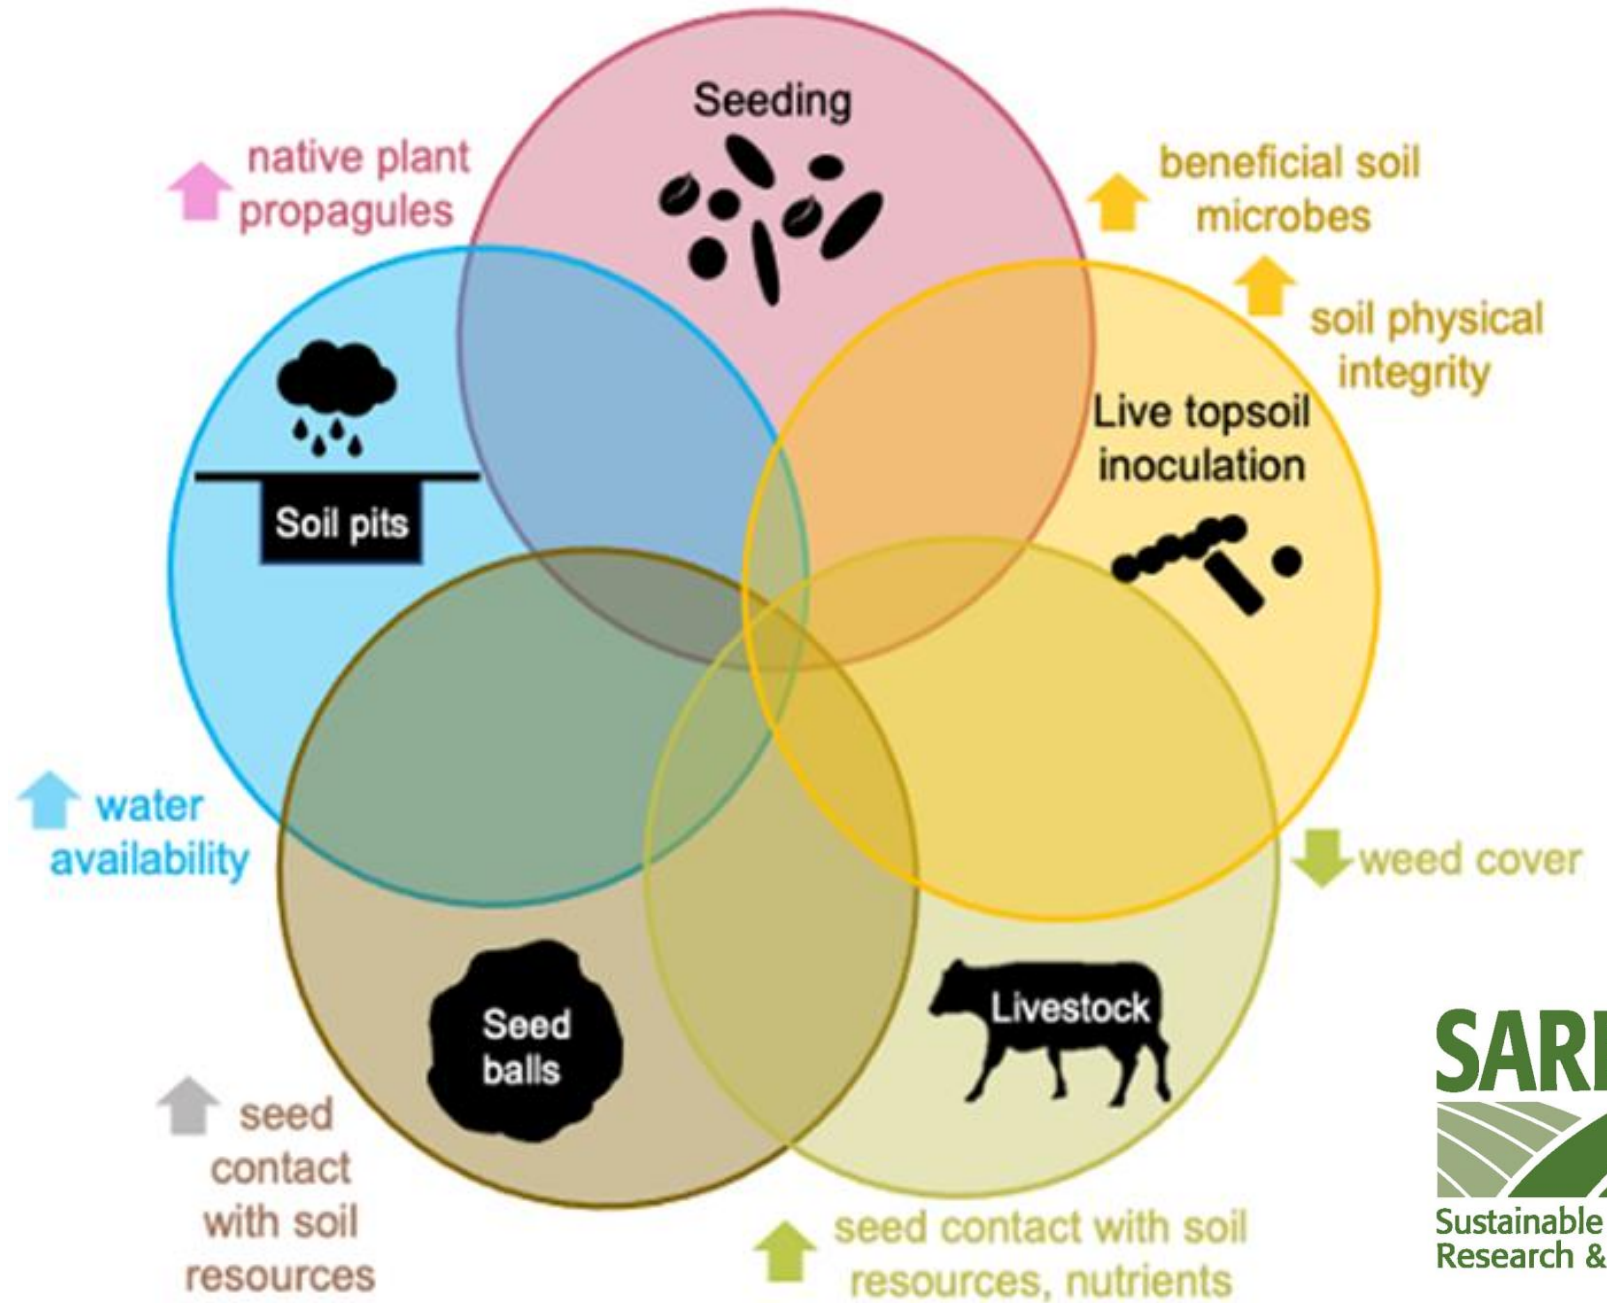 Seeding
native plant
propagules
beneficial soil
microbes
soil physical
integrity
Live topsoil
inoculation
Soil pits
water
availability
weed cover
Seed
balls
Livestock
seed
contact
with soil
resources
seed contact with soil
resources, nutrients
SAR
Sustainable
Research &